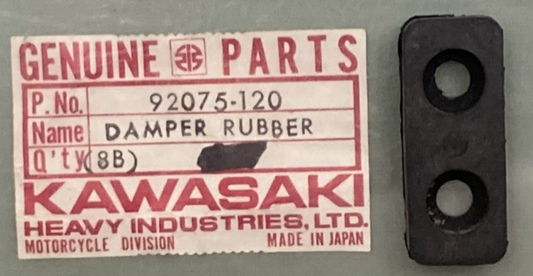 GENUINE PARTS
P.No. 92075-120
Name DAMPER RUBBER
Q'ty (8B)
KAWASAKI
HEAVY INDUSTRIES, LTD.
MOTORCYCLE DIVISION MADE IN JAPAN